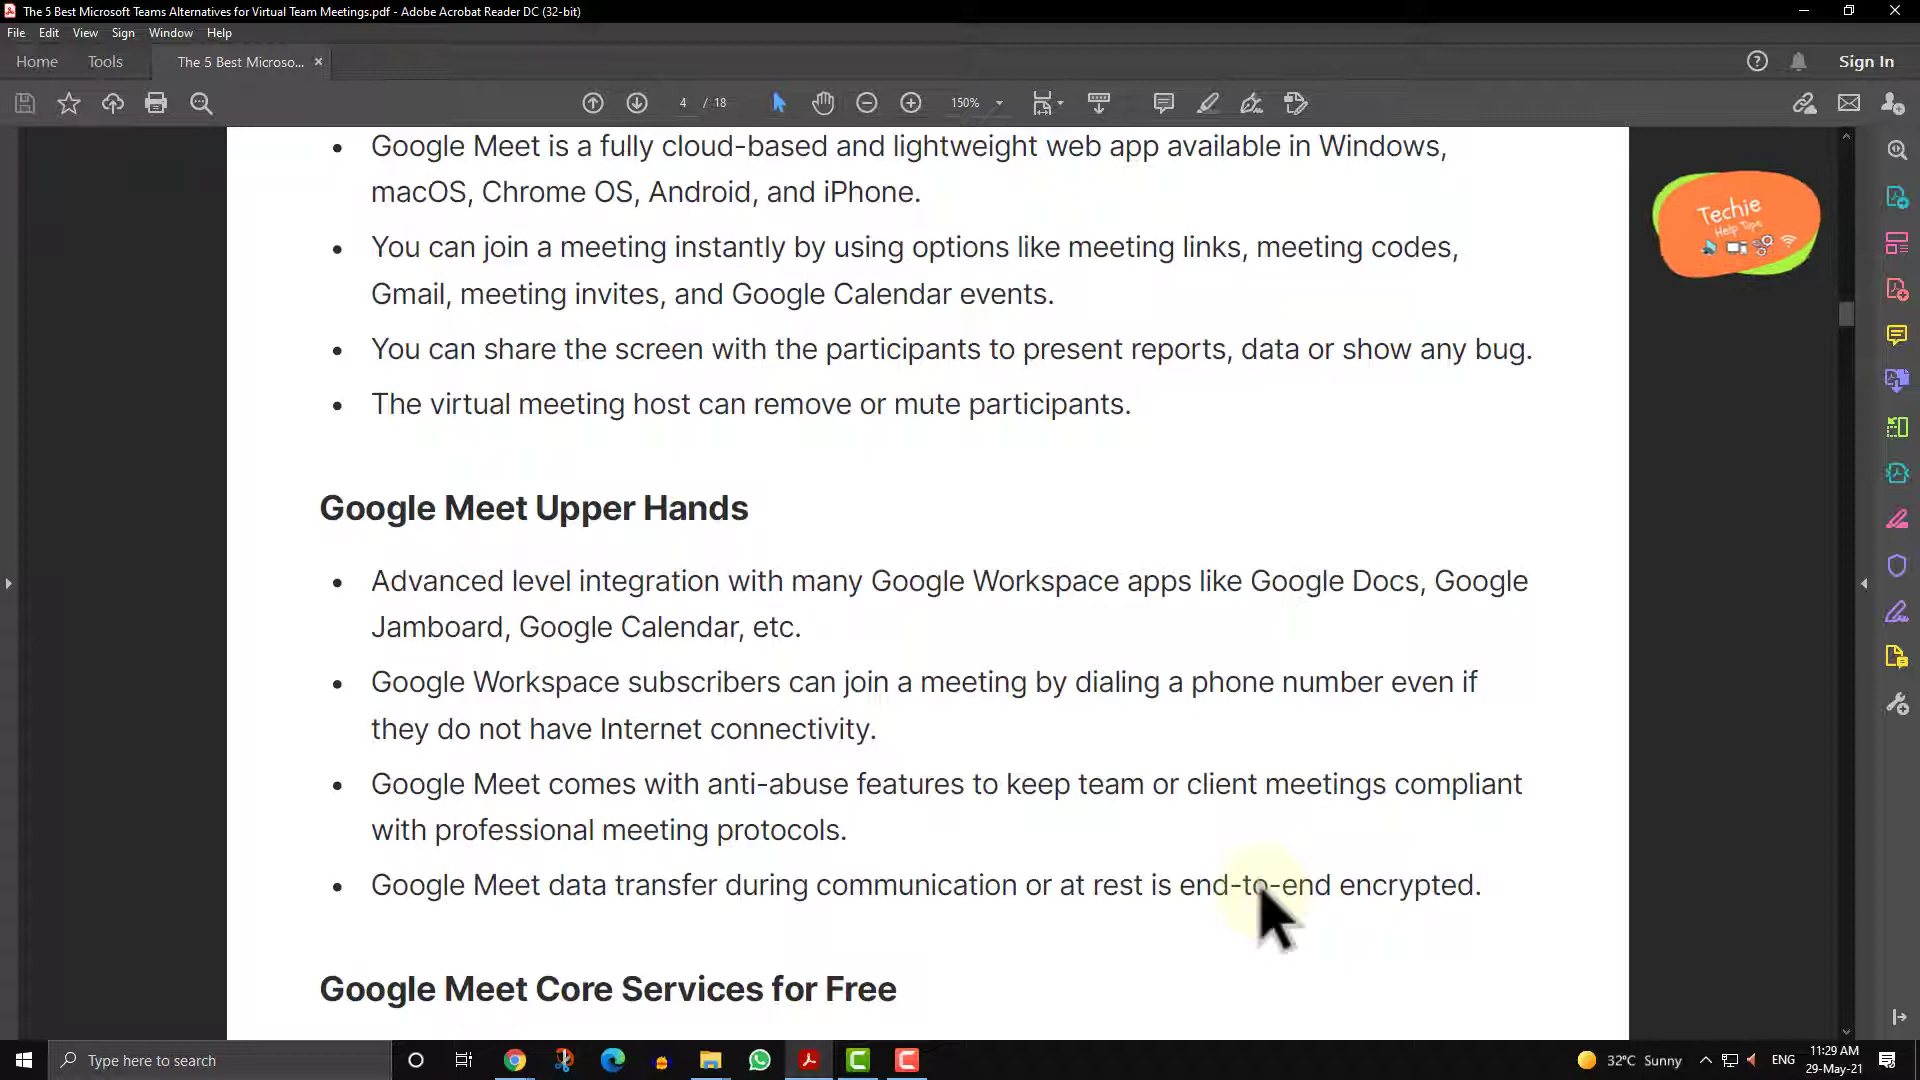 The 5 Best Microsoft Teams Alternatives for Virtual Team Meetings.pdf - Adobe Acrobat Reader DC (32-bit)
File Edit View Sign Window Help
Home Tools The 5 Best Microso... × Sign In
4 / 18 150%
Google Meet is a fully cloud-based and lightweight web app available in Windows,
macOS, Chrome OS, Android, and iPhone.
Techie
Help Tips
You can join a meeting instantly by using options like meeting links, meeting codes,
Gmail, meeting invites, and Google Calendar events.
You can share the screen with the participants to present reports, data or show any bug.
The virtual meeting host can remove or mute participants.
Google Meet Upper Hands
Advanced level integration with many Google Workspace apps like Google Docs, Google
Jamboard, Google Calendar, etc.
Google Workspace subscribers can join a meeting by dialing a phone number even if
they do not have Internet connectivity.
Google Meet comes with anti-abuse features to keep team or client meetings compliant
with professional meeting protocols.
Google Meet data transfer during communication or at rest is end-to-end encrypted.
Google Meet Core Services for Free
Type here to search
32°C Sunny ENG 11:29 AM
29-May-21